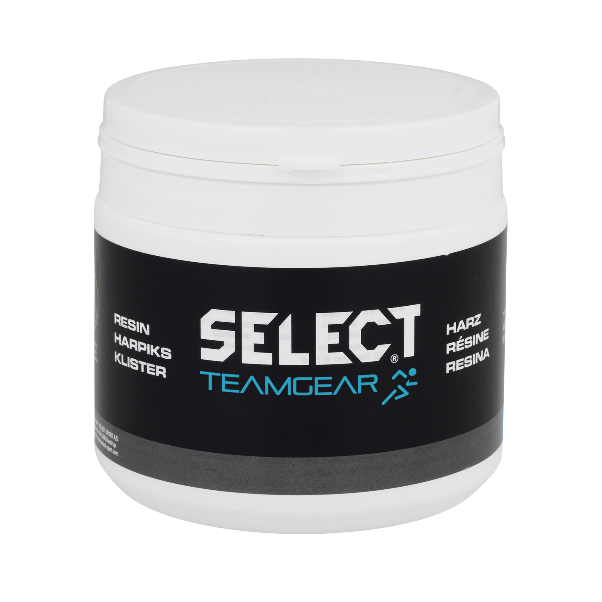 RESIN
HARPIKS
KLISTER
SELECT®
TEAMGEAR
HARZ
RÉSINE
RESINA